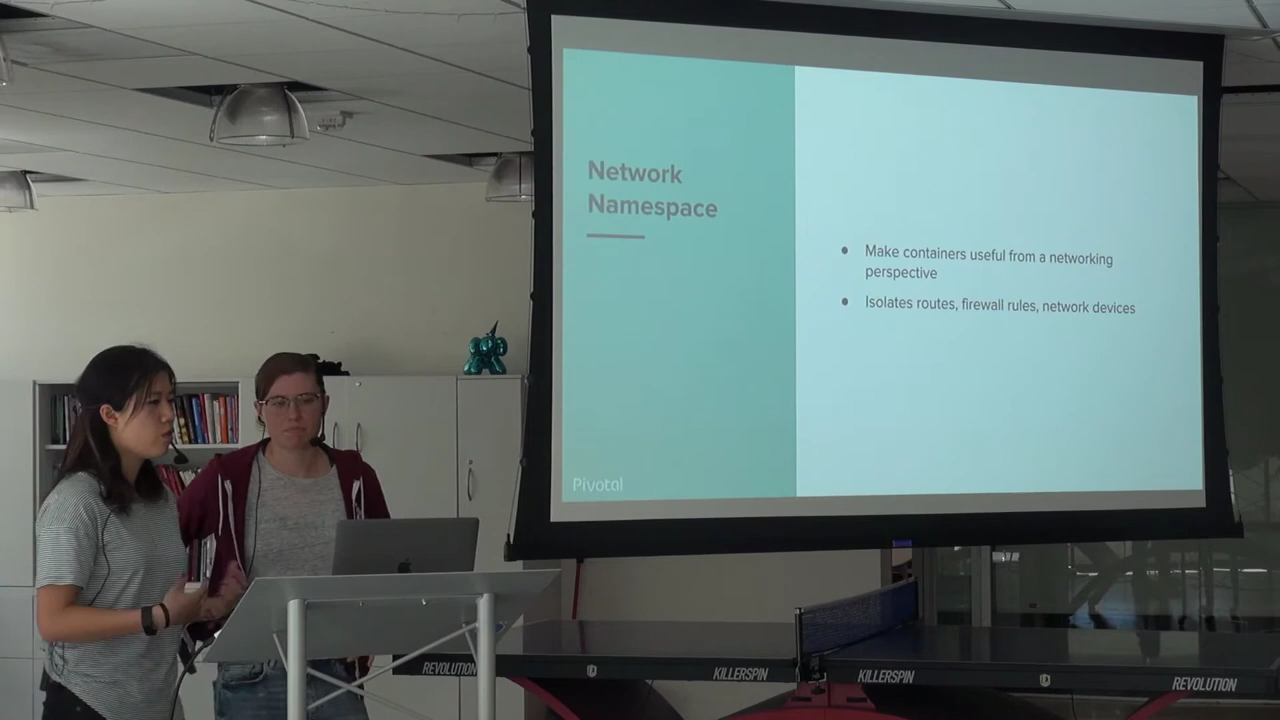 Network
Namespace
Make containers useful from a networking
perspective
Isolates routes, firewall rules, network devices
Pivotal
REVOLUTION
KILLERSPIN
KILLERSPIN
REVOLUTION